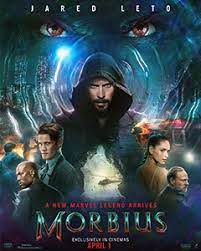 JARED LETO
A NEW MARVEL LEGEND ARRIVES
MORBIUS
EXCLUSIVELY IN CINEMAS
APRIL 1